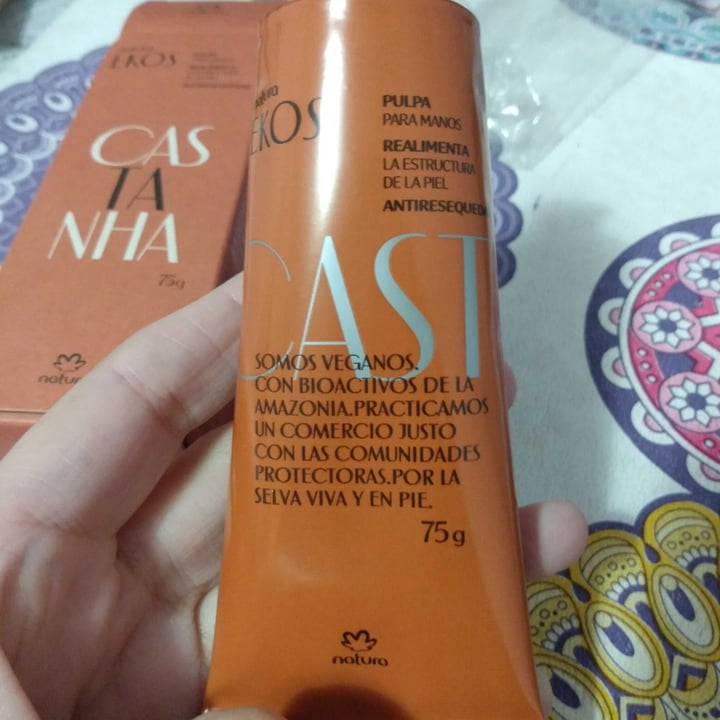 EKOS
CAS
TA
NHA
75g
natura
natura
EKOS
PULPA
PARA MANOS
REALIMENTA
LA ESTRUCTURA
DE LA PIEL
CAST
SOMOS VEGANOS.
CON BIOACTIVOS DE LA
AMAZONIA.PRACTICAMOS
UN COMERCIO JUSTO
CON LAS COMUNIDADES
PROTECTORAS.POR LA
SELVA VIVA Y EN PIE.
75g
natura